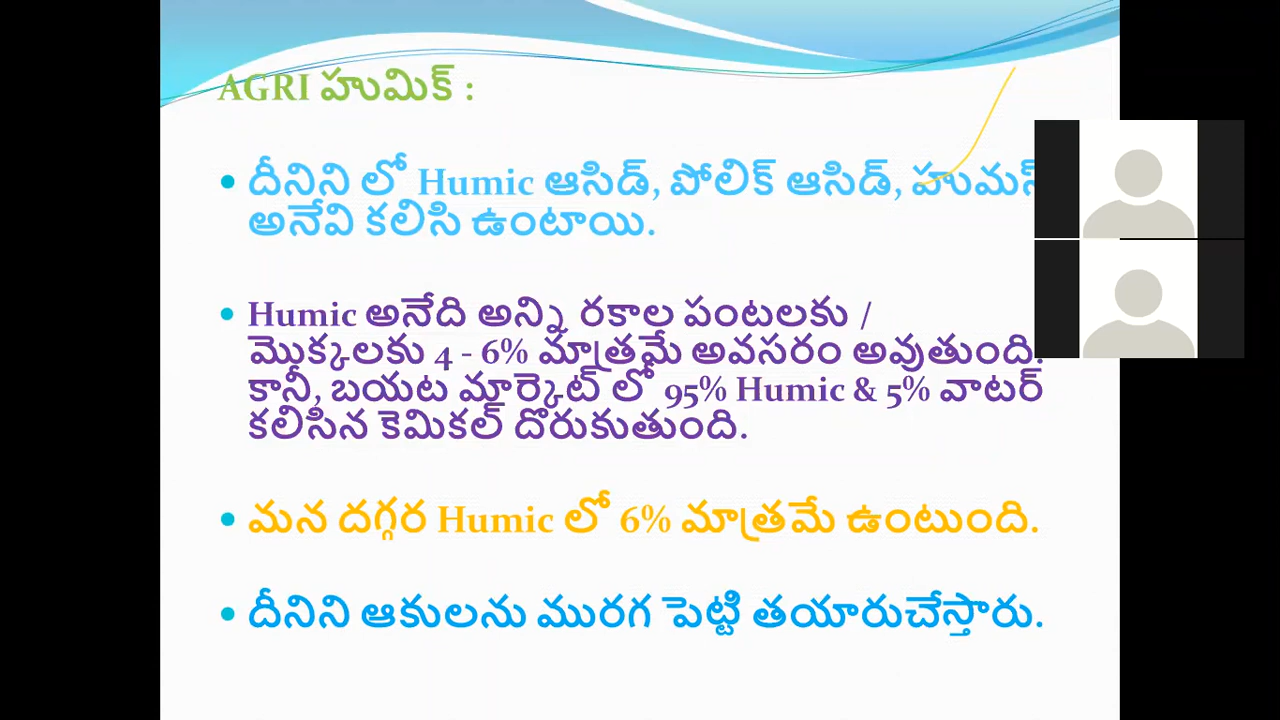 AGRI హుమిక్ :
• దీనిని లో Humic ఆసిడ్, పోలిక్ ఆసిడ్, హుమస్
అనేవి కలిసి ఉంటాయి.
• Humic అనేది అన్ని రకాల పంటలకు /
మొక్కలకు 4 - 6% మాత్రమే అవసరం అవుతుంది.
కానీ, బయట మార్కెట్ లో 95% Humic & 5% వాటర్
కలిసిన కెమికల్ దొరుకుతుంది.
• మన దగ్గర Humic లో 6% మాత్రమే ఉంటుంది.
• దీనిని ఆకులను మురగ పెట్టి తయారుచేస్తారు.